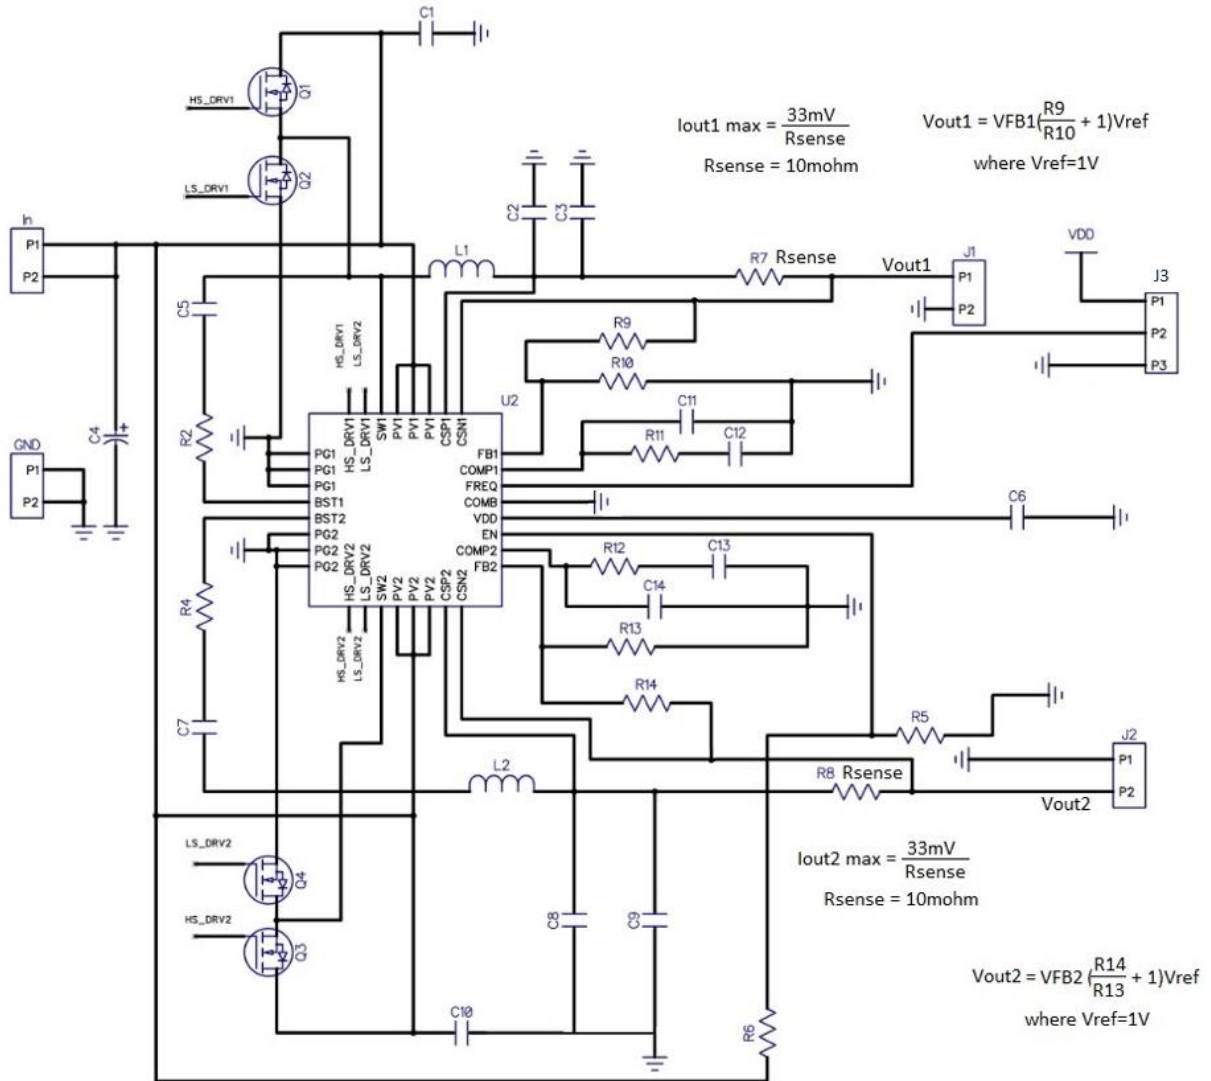 C1
Q1
HS_DRV1
Iout1 max = 33mV
Rsense
Rsense = 10mohm
Vout1 = VFB1(R9
R10 + 1)Vref
where Vref=1V
Q2
LS_DRV1
C2
C3
In
P1
P2
VDD
L1
R7 Rsense
Vout1
J1
P1
P2
J3
P1
P2
P3
C5
R9
R10
HS_DRV1
LS_DRV2
U2
C11
R11
C12
C4
+
R2
GND
P1
P2
HS_DRV1
LS_DRV1
SW1
PV1
PV1
PV1
CSP1
CSN1
PG1
PG1
PG1
BST1
BST2
PG2
PG2
PG2
FB1
COMP1
FREQ
COMB
VDD
EN
COMP2
FB2
HS_DRV2
LS_DRV2
SW2
PV2
PV2
PV2
CSP2
CSN2
C6
R12
C13
C14
R13
R14
R4
HS_DRV2
LS_DRV2
C7
R5
J2
P1
P2
L2
R8 Rsense
Vout2
LS_DRV2
Q4
HS_DRV2
Q3
Iout2 max = 33mV
Rsense
Rsense = 10mohm
C8
C9
C10
R6
Vout2 = VFB2 (R14
R13 + 1)Vref
where Vref=1V